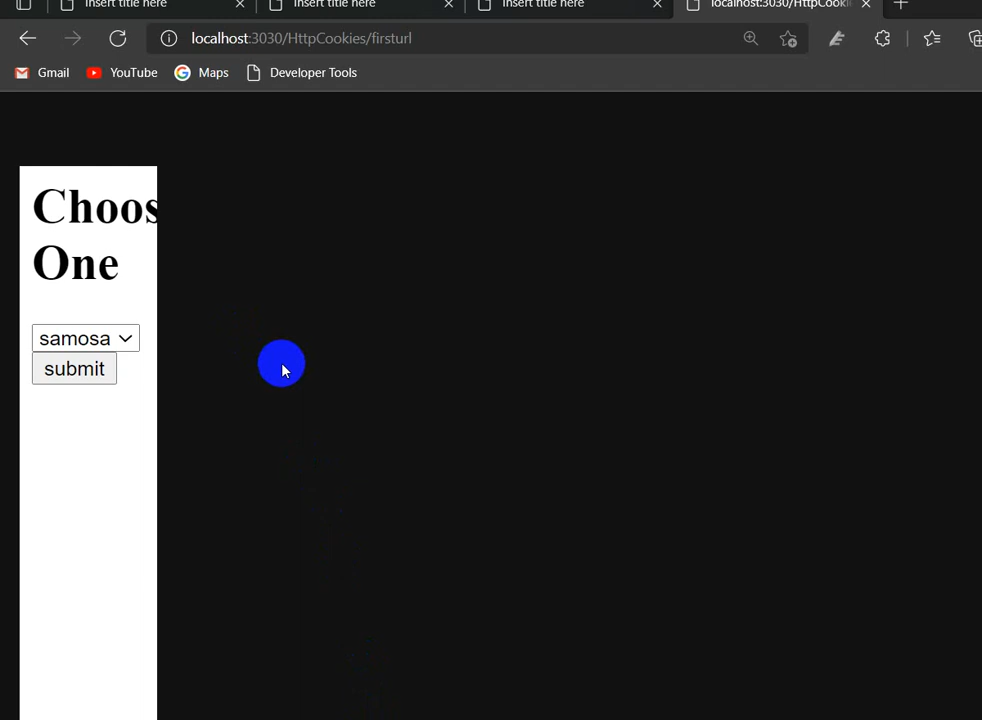 Insert title here
Insert title here
Insert title here
localhost:3030/HttpCooki
localhost:3030/HttpCookies/firsturl
Gmail
YouTube
Maps
Developer Tools
Choos
One
samosa
submit